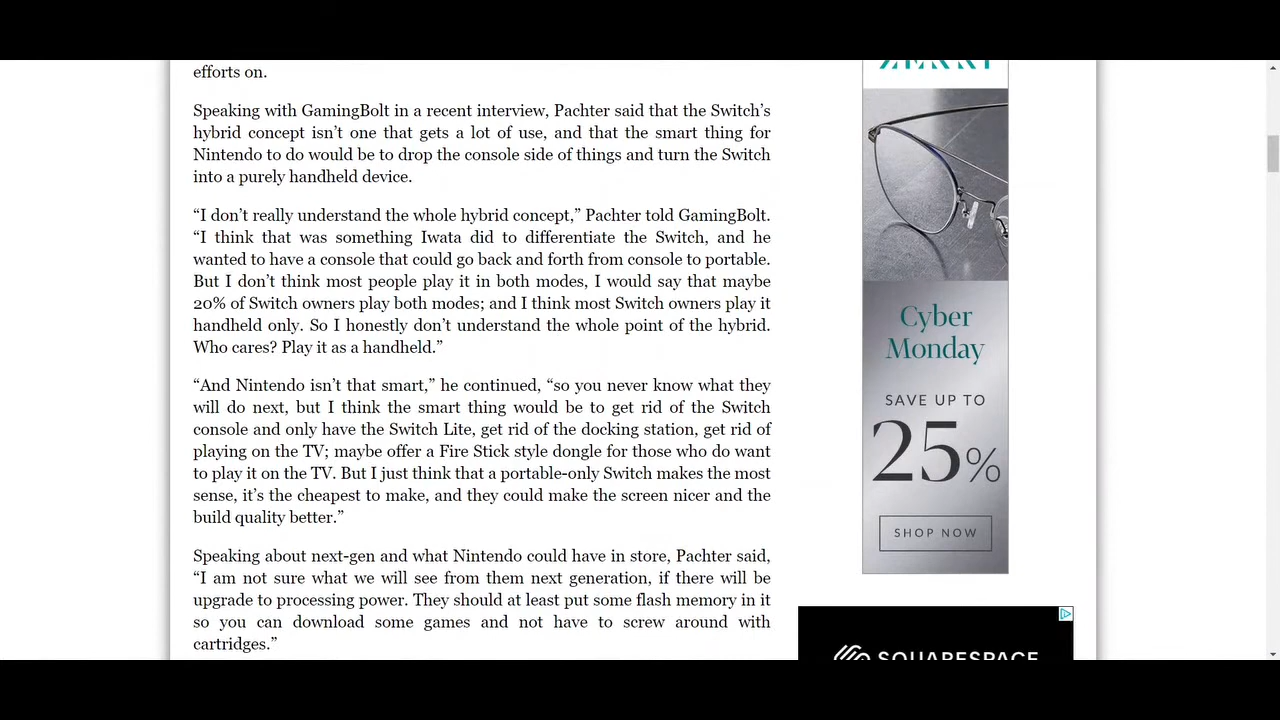 efforts on.
Speaking with GamingBolt in a recent interview, Pachter said that the Switch’s
hybrid concept isn’t one that gets a lot of use, and that the smart thing for
Nintendo to do would be to drop the console side of things and turn the Switch
into a purely handheld device.
“I don’t really understand the whole hybrid concept,” Pachter told GamingBolt.
“I think that was something Iwata did to differentiate the Switch, and he
wanted to have a console that could go back and forth from console to portable.
But I don’t think most people play it in both modes, I would say that maybe
20% of Switch owners play both modes; and I think most Switch owners play it
handheld only. So I honestly don’t understand the whole point of the hybrid.
Who cares? Play it as a handheld.”
“And Nintendo isn’t that smart,” he continued, “so you never know what they
will do next, but I think the smart thing would be to get rid of the Switch
console and only have the Switch Lite, get rid of the docking station, get rid of
playing on the TV; maybe offer a Fire Stick style dongle for those who do want
to play it on the TV. But I just think that a portable-only Switch makes the most
sense, it’s the cheapest to make, and they could make the screen nicer and the
build quality better.”
Speaking about next-gen and what Nintendo could have in store, Pachter said,
“I am not sure what we will see from them next generation, if there will be
upgrade to processing power. They should at least put some flash memory in it
so you can download some games and not have to screw around with
cartridges.”
ZENNI
Cyber
Monday
SAVE UP TO
25%
SHOP NOW
SQUARESPACE